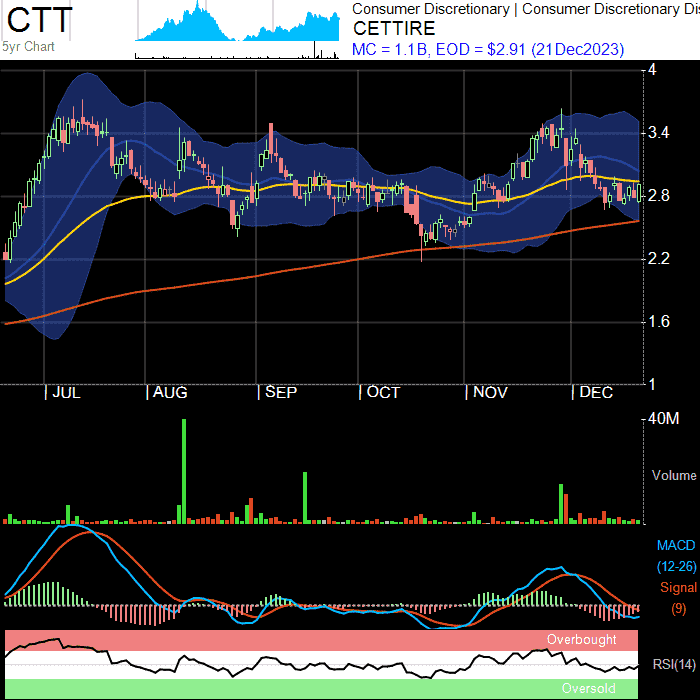 CTT
5yr Chart
Consumer Discretionary | Consumer Discretionary Dis
CETTIRE
MC = 1.1B, EOD = $2.91 (21Dec2023)
4
3.4
2.8
2.2
1.6
1
JUL
AUG
SEP
OCT
NOV
DEC
40M
Volume
MACD
(12-26)
Signal
(9)
Overbought
RSI(14)
Oversold